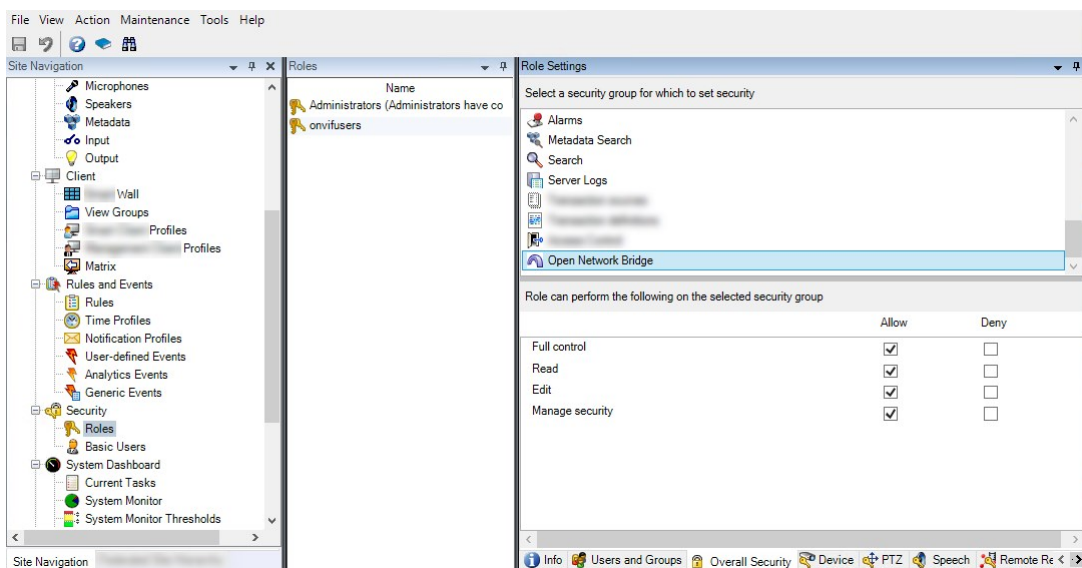 File View Action Maintenance Tools Help
Site Navigation
Microphones
Speakers
Metadata
Input
Output
Client
Wall
View Groups
Profiles
Profiles
Matrix
Rules and Events
Rules
Time Profiles
Notification Profiles
User-defined Events
Analytics Events
Generic Events
Security
Roles
Basic Users
System Dashboard
Current Tasks
System Monitor
System Monitor Thresholds
Site Navigation
Roles
Name
Administrators (Administrators have co
onvifusers
Role Settings
Select a security group for which to set security
Alarms
Metadata Search
Search
Server Logs
Open Network Bridge
Role can perform the following on the selected security group
Allow Deny
Full control
Read
Edit
Manage security
Info Users and Groups Overall Security Device PTZ Speech Remote Re